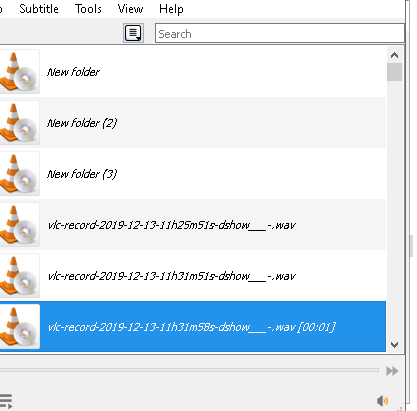 Subtitle Tools View Help
Search
New folder
New folder (2)
New folder (3)
vlc-record-2019-12-13-11h25m51s-dshow___-.wav
vlc-record-2019-12-13-11h31m51s-dshow___-.wav
vlc-record-2019-12-13-11h31m58s-dshow___-.wav [00:01]